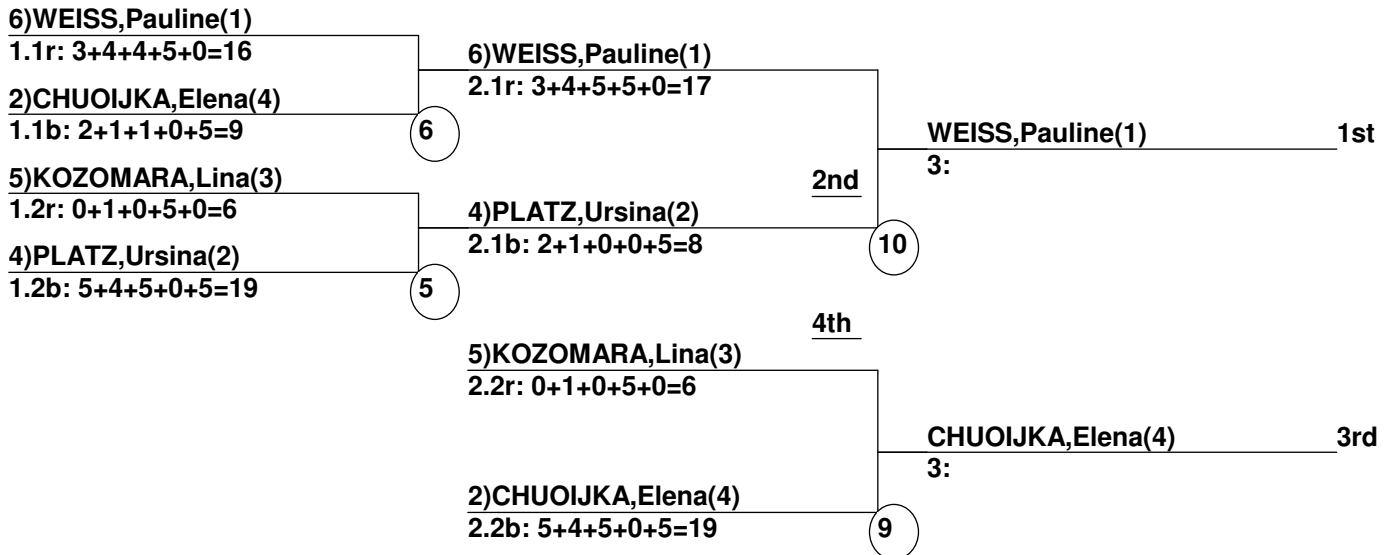 6)WEISS,Pauline(1)
1.1r: 3+4+4+5+0=16
2)CHUOIJKA,Elena(4)
1.1b: 2+1+1+0+5=9
6
5)KOZOMARA,Lina(3)
1.2r: 0+1+0+5+0=6
4)PLATZ,Ursina(2)
1.2b: 5+4+5+0+5=19
5
6)WEISS,Pauline(1)
2.1r: 3+4+5+5+0=17
2nd
4)PLATZ,Ursina(2)
2.1b: 2+1+0+0+5=8
10
4th
5)KOZOMARA,Lina(3)
2.2r: 0+1+0+5+0=6
2)CHUOIJKA,Elena(4)
2.2b: 5+4+5+0+5=19
9
WEISS,Pauline(1) 1st
3:
CHUOIJKA,Elena(4) 3rd
3: